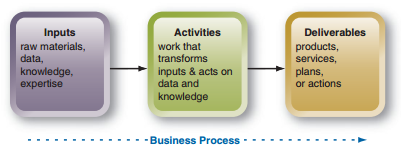 Inputs
raw materials,
data,
knowledge,
expertise
Activities
work that
transforms
inputs & acts on
data and
knowledge
Deliverables
products,
services,
plans,
or actions
Business Process